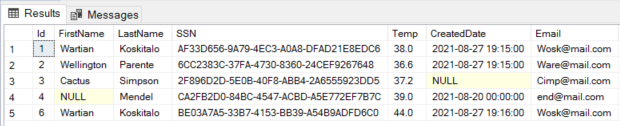 Results Messages
Id FirstName LastName SSN Temp CreatedDate Email
1 1 Wartian Koskitalo AF33D656-9A79-4EC3-A0A8-DFAD21E8EDC6 38.0 2021-08-27 19:15:00 Wosk@mail.com
2 2 Wellington Parente 6CC2383C-37FA-4730-8360-24CEF9267648 36.6 2021-08-27 19:15:00 Ware@mail.com
3 3 Cactus Simpson 2F896D2D-5E0B-40F8-ABB4-2A6555923DD5 37.2 NULL Cimp@mail.com
4 4 NULL Mendel CA2FB2D0-84BC-4547-ACBD-A5E772EF7B7C 39.0 2021-08-20 00:00:00 end@mail.com
5 6 Wartian Koskitalo BE03A7A5-33B7-4153-BB39-A54B9ADFD6C0 44.0 2021-08-27 19:16:00 Wosk@mail.com